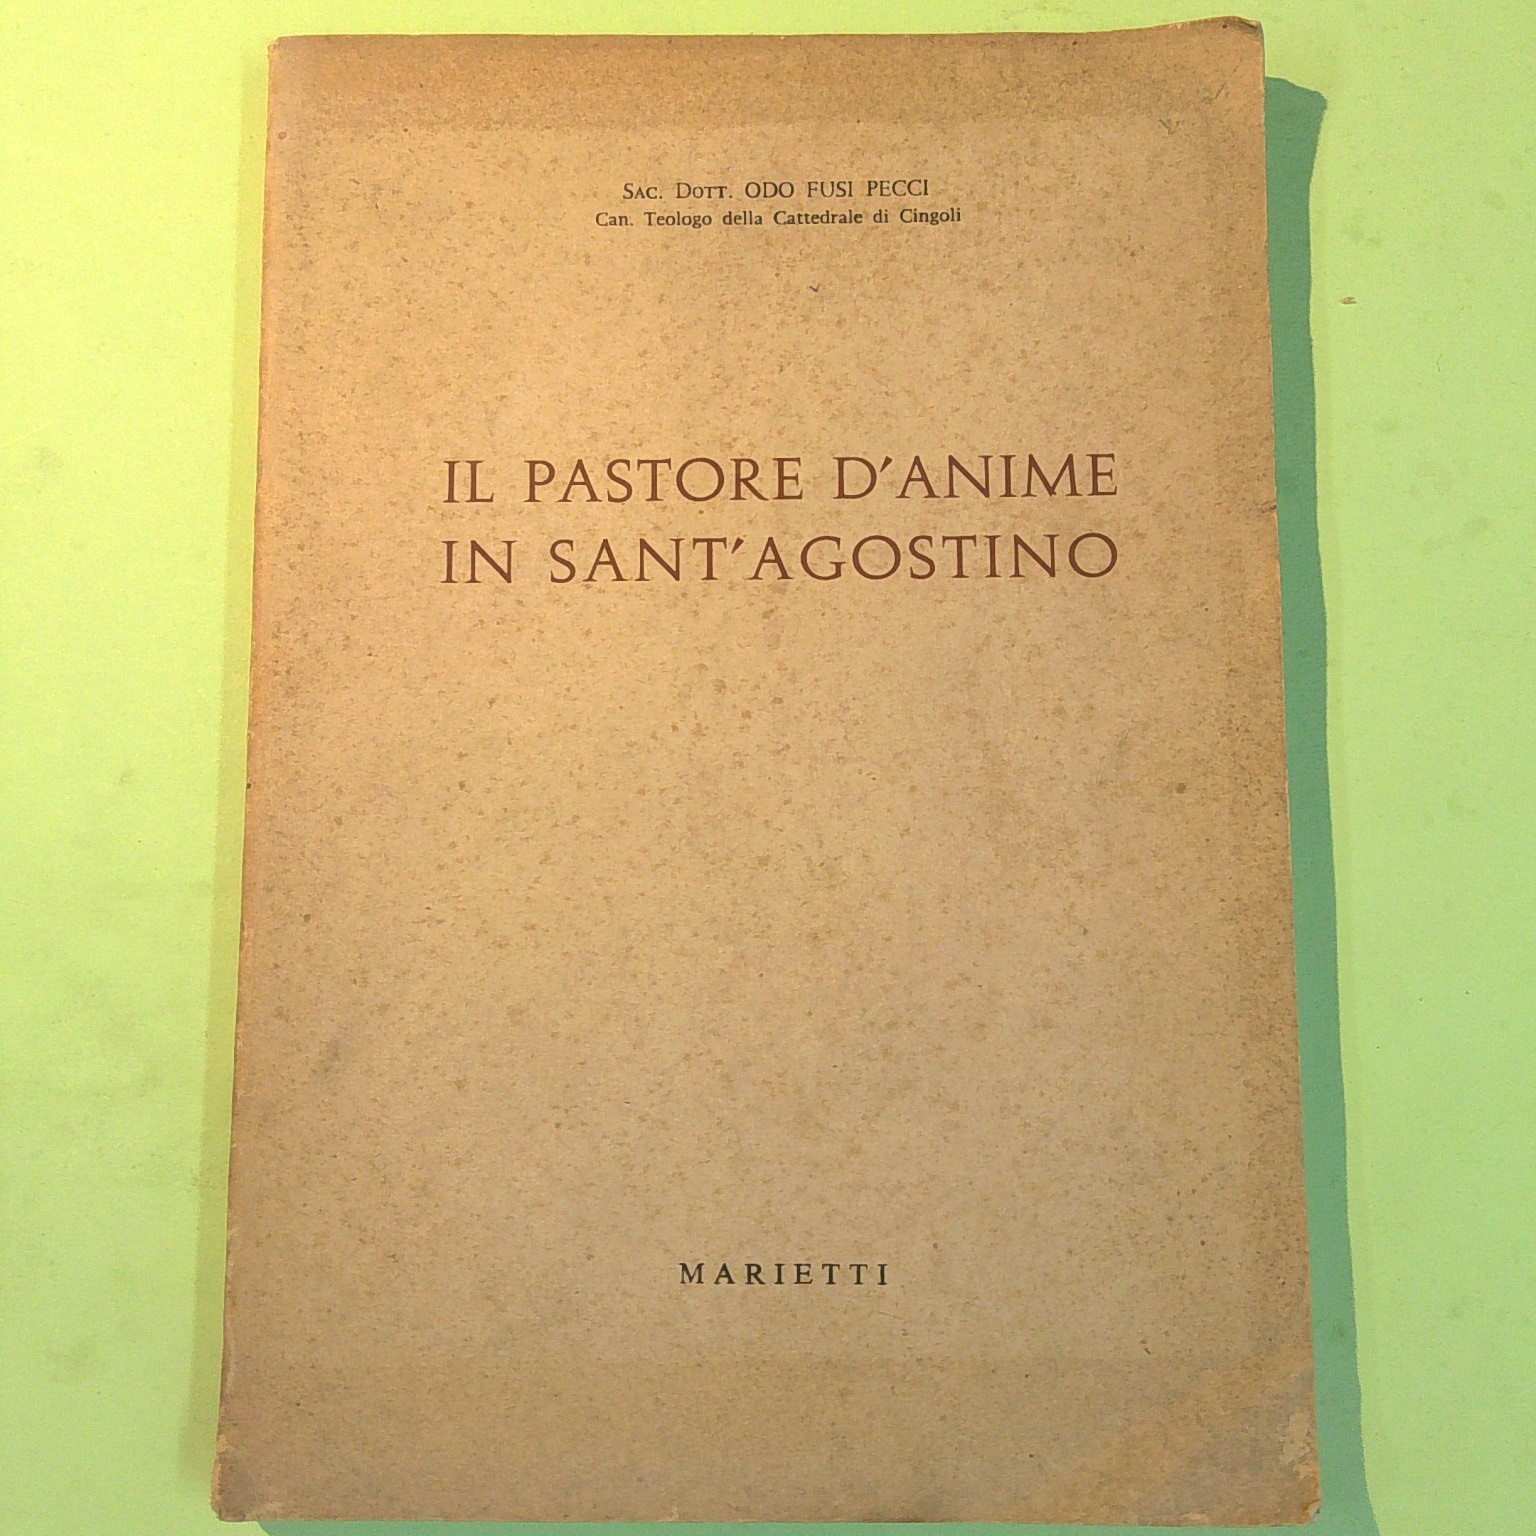 Sac. Dott. ODO FUSI PECCI
Can. Teologo della Cattedrale di Cingoli
IL PASTORE D'ANIME
IN SANT'AGOSTINO
MARIETTI